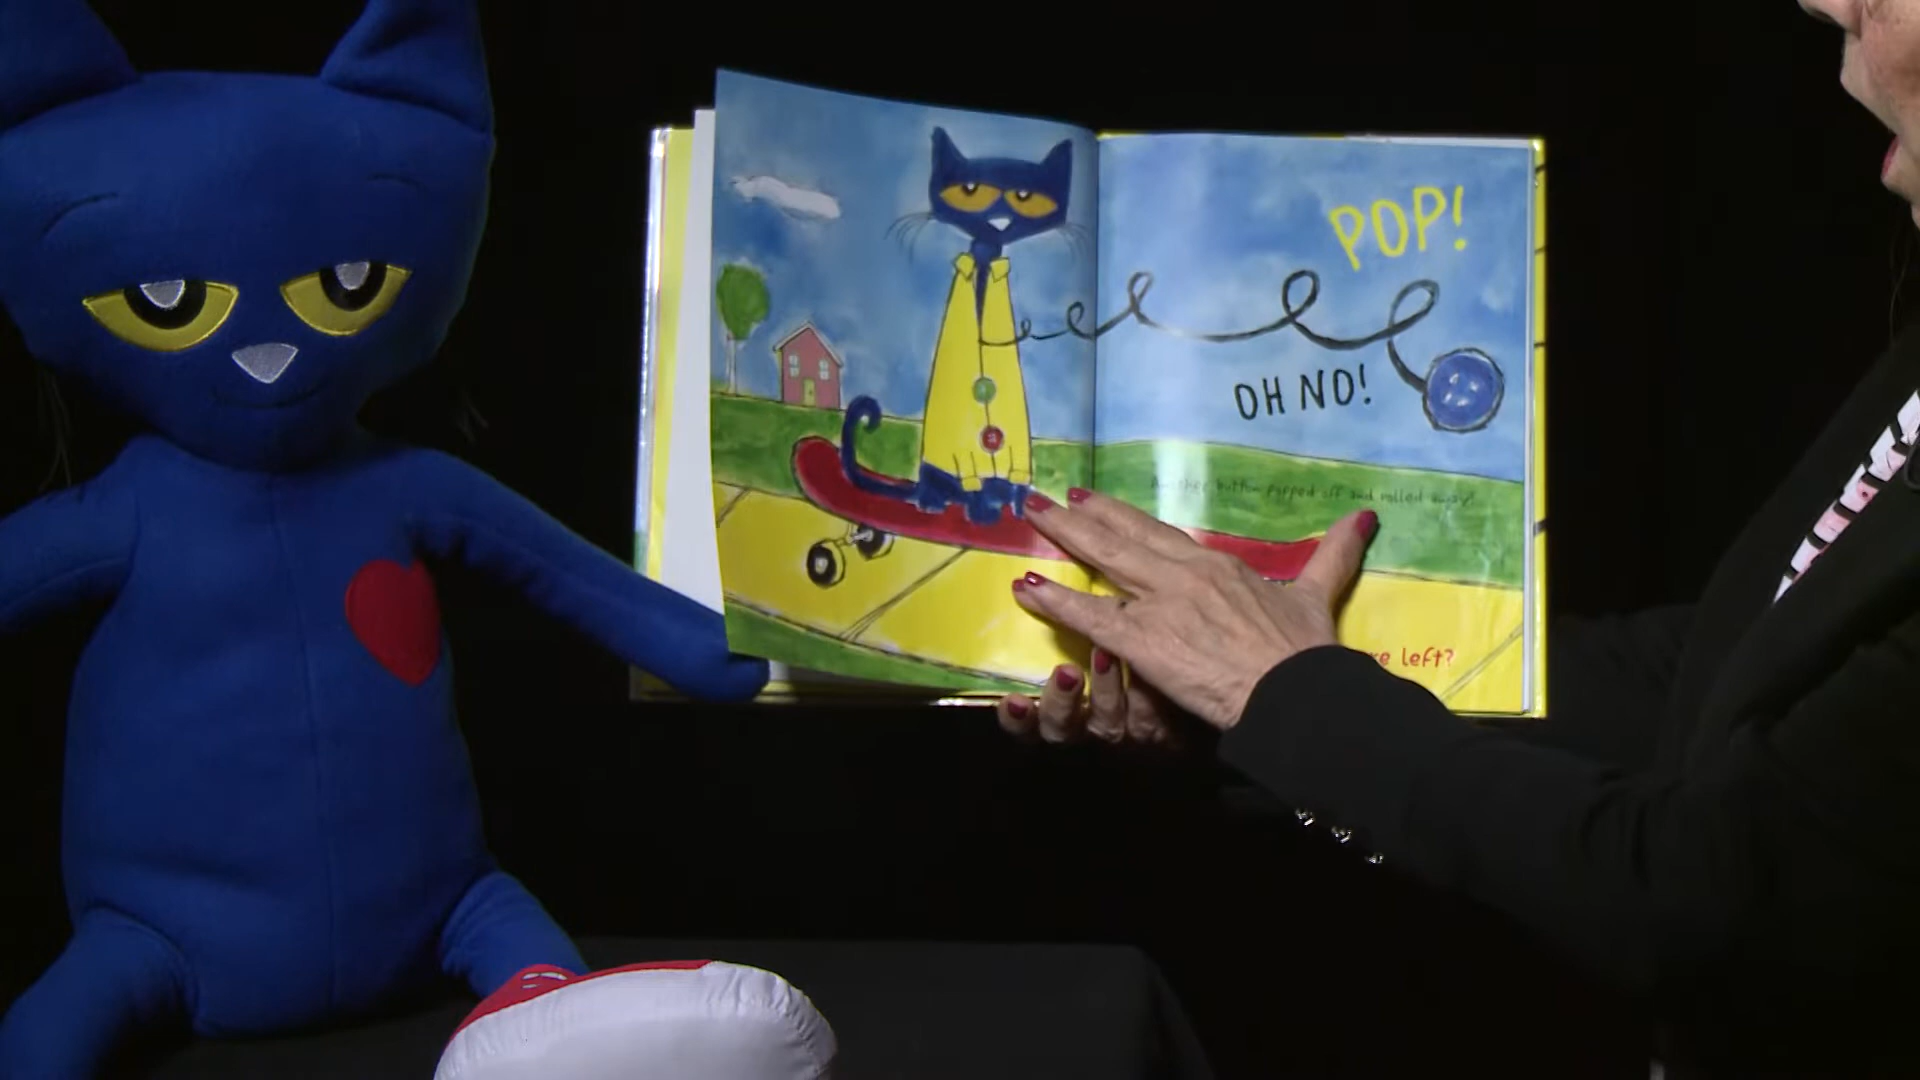 POP!
OH NO!
Another button popped off and rolled away!
left?